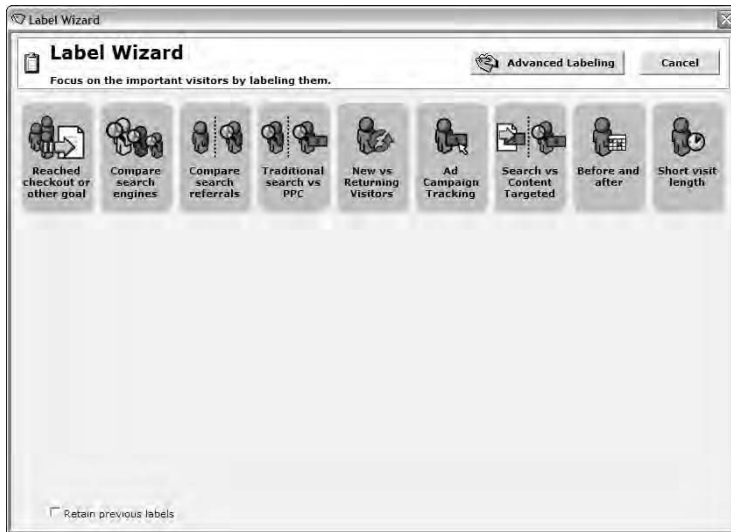 Label Wizard
Label Wizard
Focus on the important visitors by labeling them.
Advanced Labeling
Cancel
Reached
checkout or
other goal
Compare
search
engines
Compare
search
referrals
Traditional
search vs
PPC
New vs
Returning
Visitors
Ad
Campaign
Tracking
Search vs
Content
Targeted
Before and
after
Short visit
length
Retain previous labels